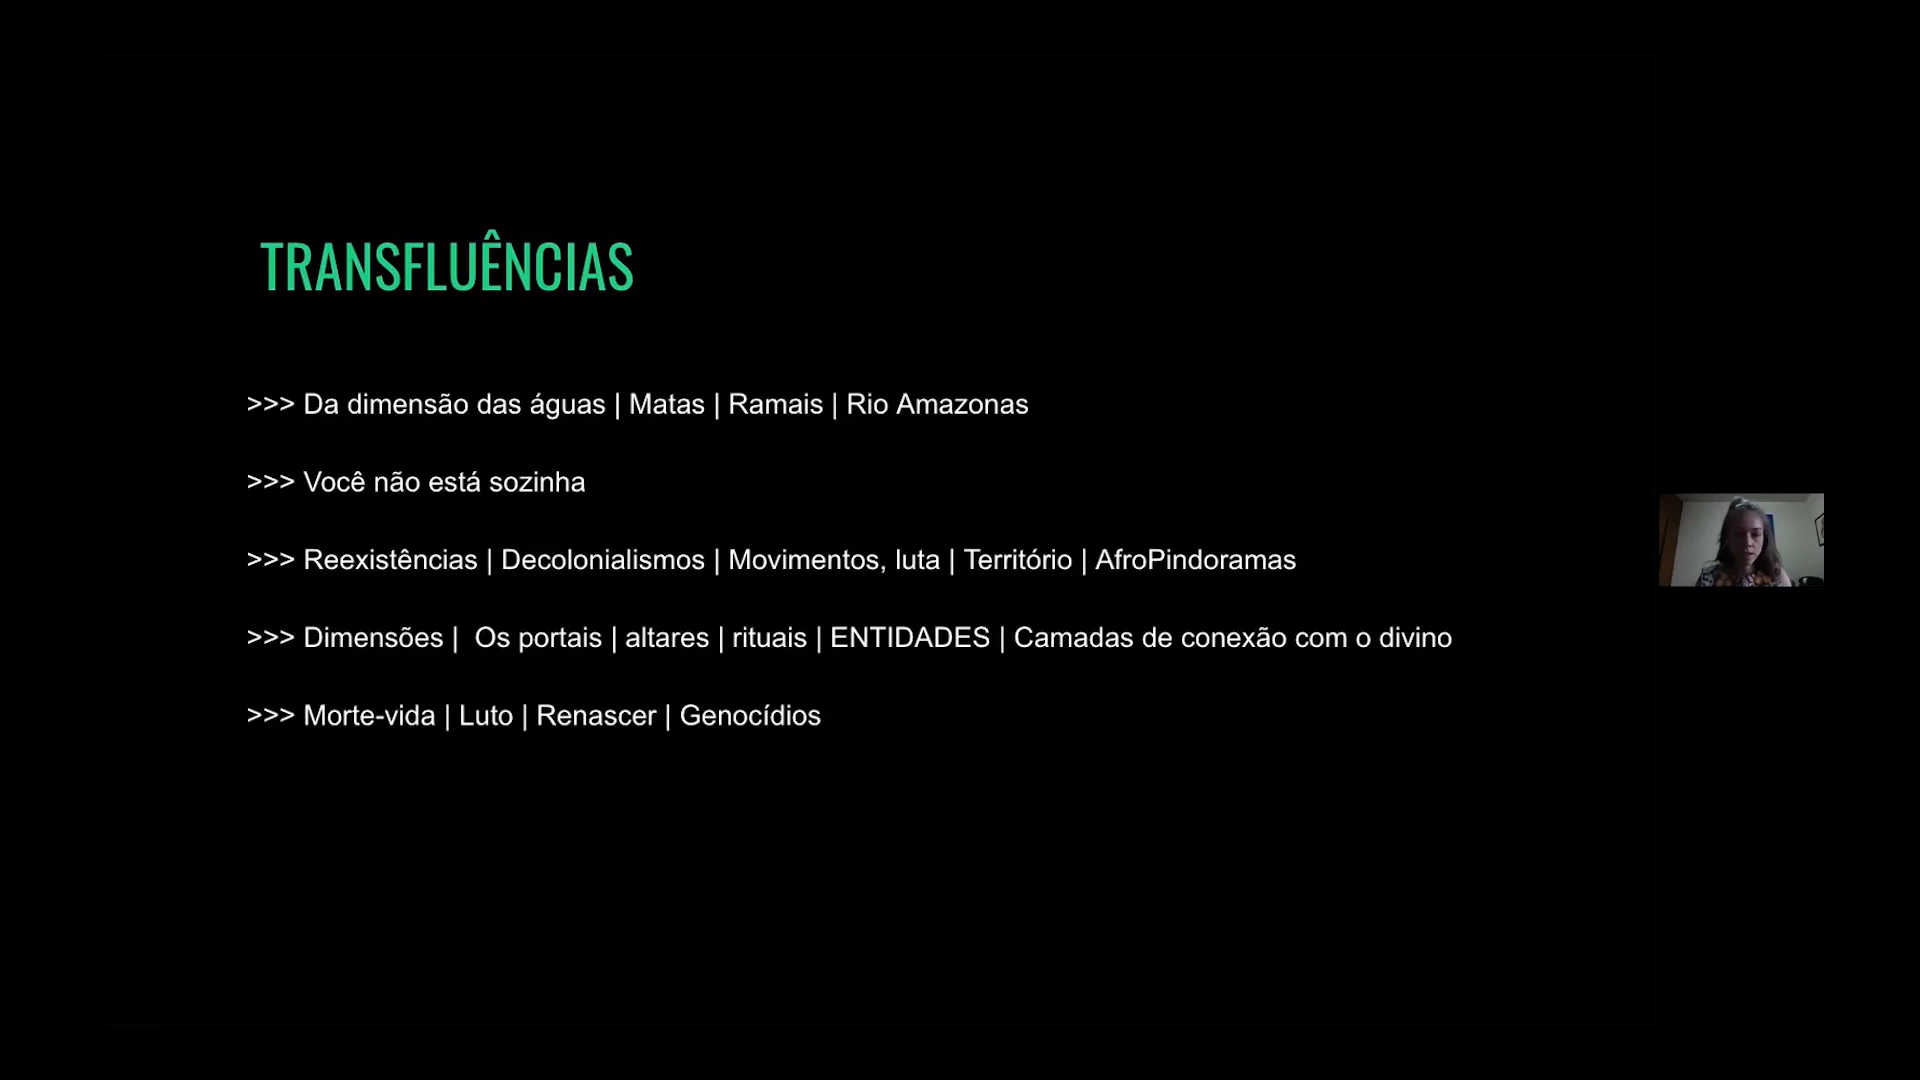 TRANSFLUÊNCIAS
>>> Da dimensão das águas | Matas | Ramais | Rio Amazonas
>>> Você não está sozinha
>>> Reexistências | Decolonialismos | Movimentos, luta | Território | AfroPindoramas
>>> Dimensões |  Os portais | altares | rituais | ENTIDADES | Camadas de conexão com o divino
>>> Morte-vida | Luto | Renascer | Genocídios